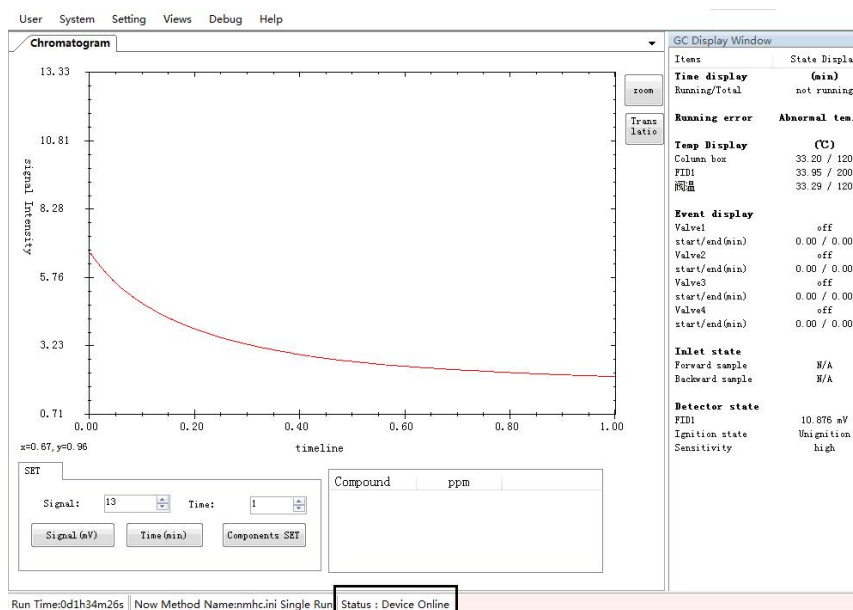 User System Setting Views Debug Help
Chromatogram
13.33
10.81
8.28
5.76
3.23
0.71
signal Intensity
0.00 0.20 0.40 0.60 0.80 1.00
x=0.67, y=0.96
timeline
zoom
Trans
latio
SET
Signal: 13 Time: 1
Signal(mV) Time(min) Components SET
Compound ppm
GC Display Window
Items State Displa
Time display (min)
Running/Total not running
Running error Abnormal tem.
Temp Display (℃)
Column box 33.20 / 120
FID1 33.95 / 200
阀温 33.29 / 120
Event display
Valve1 off
start/end(min) 0.00 / 0.00
Valve2 off
start/end(min) 0.00 / 0.00
Valve3 off
start/end(min) 0.00 / 0.00
Valve4 off
start/end(min) 0.00 / 0.00
Inlet state
Forward sample N/A
Backward sample N/A
Detector state
FID1 10.876 mV
Ignition state Unignition
Sensitivity high
Run Time:0d1h34m26s Now Method Name:nmhc.ini Single Run Status : Device Online